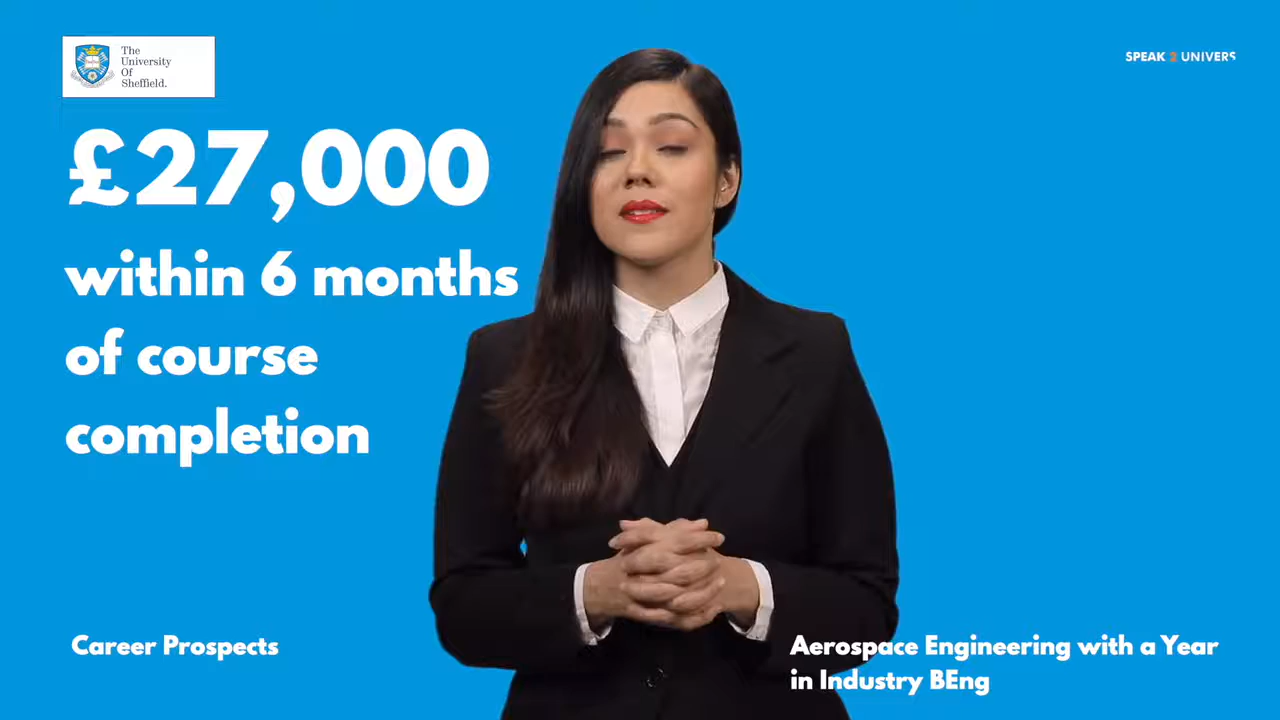 The
University
Of
Sheffield.
SPEAK 2 UNIVERS
£27,000
within 6 months
of course
completion
Career Prospects
Aerospace Engineering with a Year
in Industry BEng